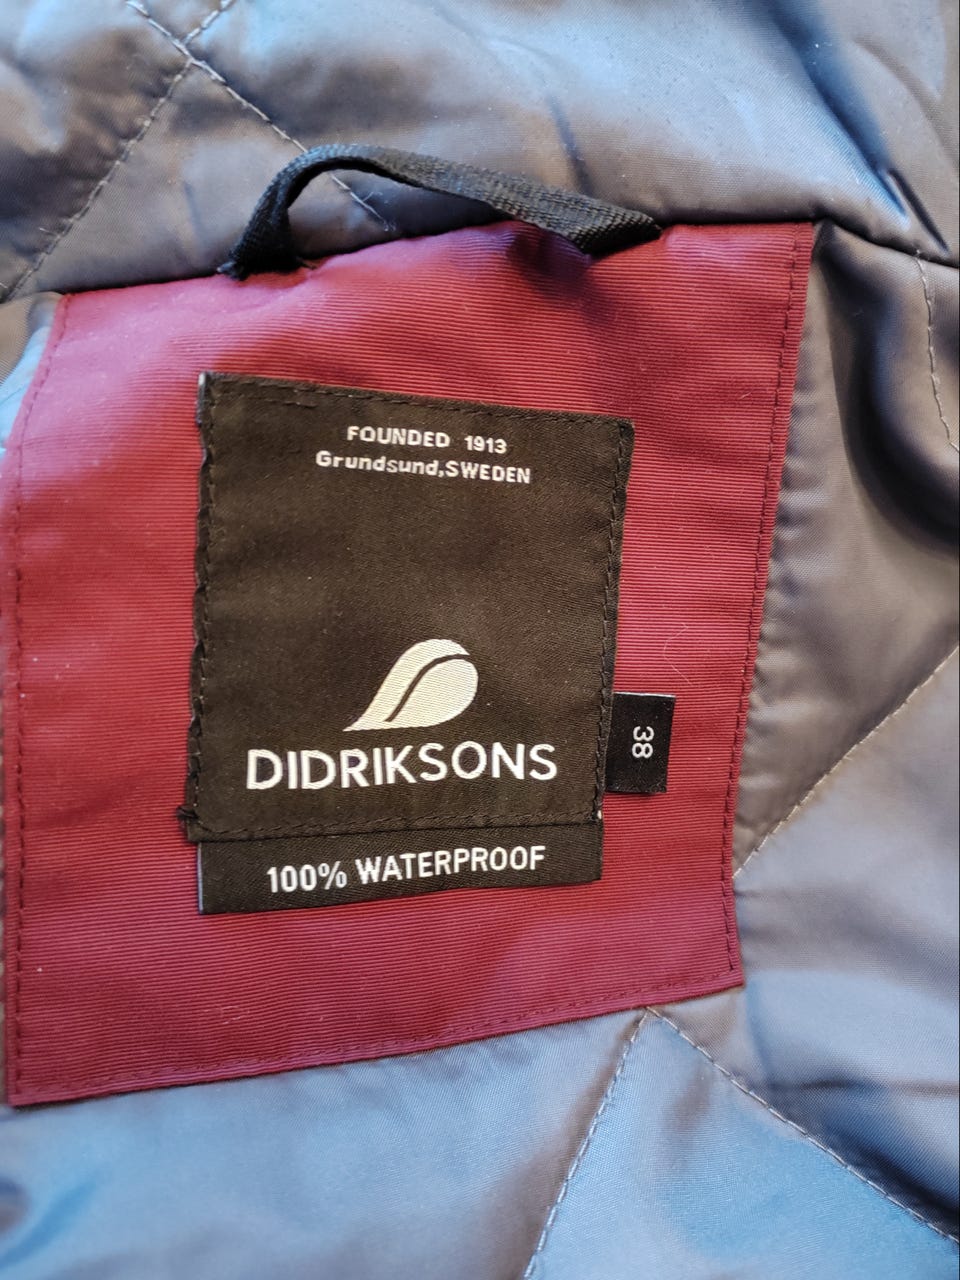 FOUNDED 1913
Grundsund,SWEDEN
DIDRIKSONS
38
100% WATERPROOF